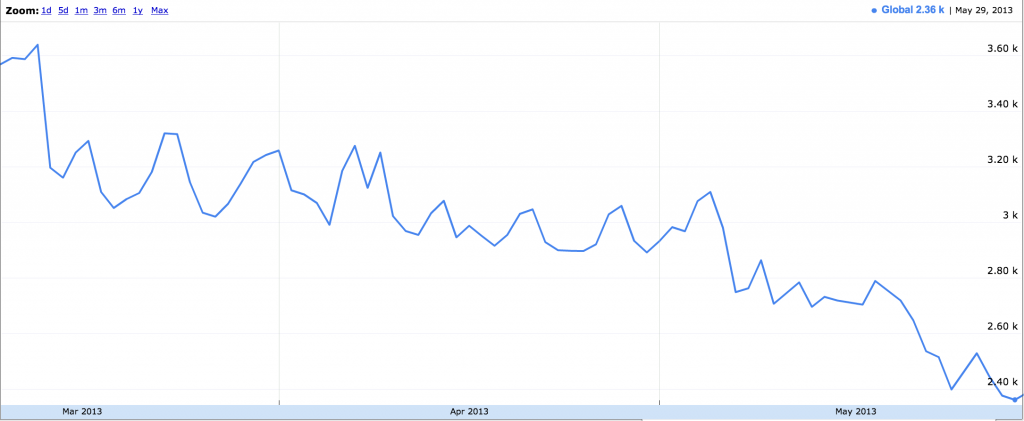 Zoom: 1d 5d 1m 3m 6m 1y Max
Global 2.36 k | May 29, 2013
3.60 k
3.40 k
3.20 k
3 k
2.80 k
2.60 k
2.40 k
Mar 2013 Apr 2013 May 2013